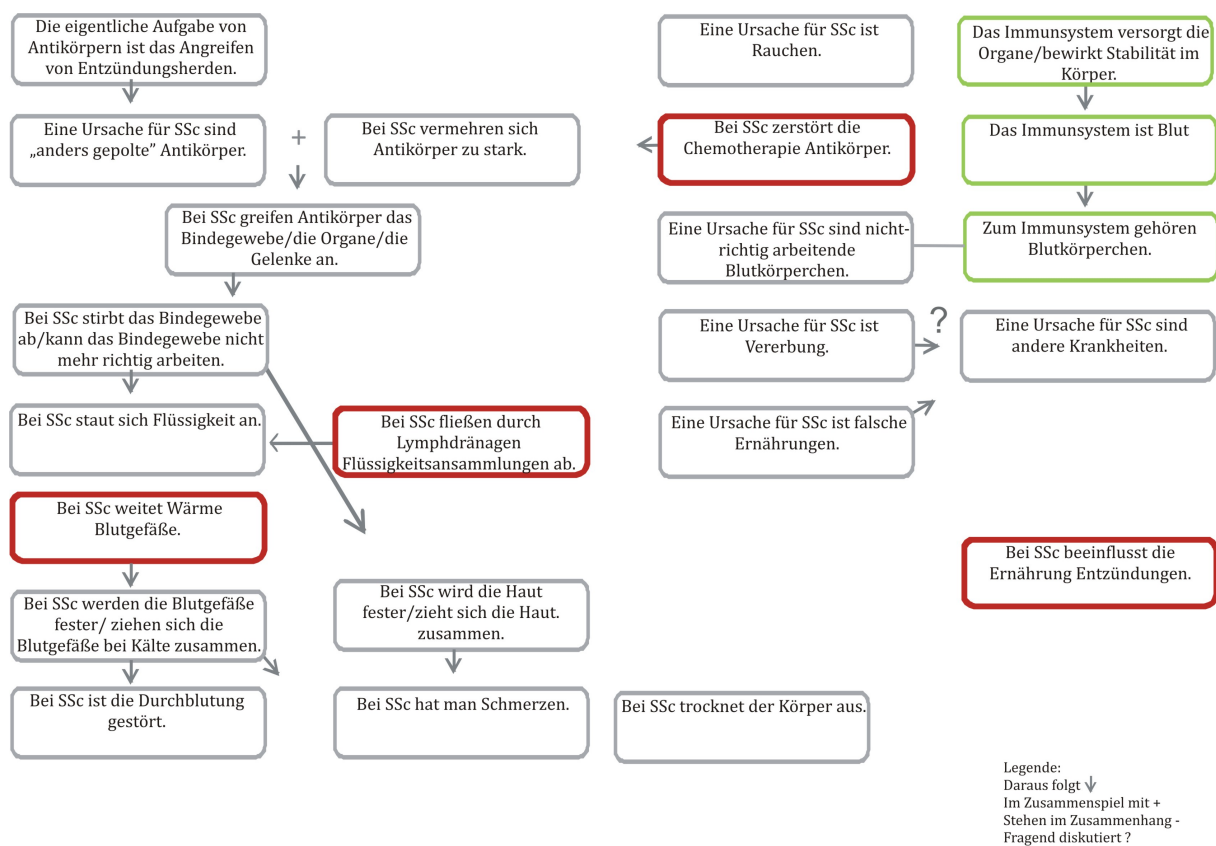 Die eigentliche Aufgabe von
Antikörpern ist das Angreifen
von Entzündungsherden.
Eine Ursache für SSc sind
„anders gepolte” Antikörper.
+
Bei SSc vermehren sich
Antikörper zu stark.
Bei SSc greifen Antikörper das
Bindegewebe/die Organe/die
Gelenke an.
Bei SSc stirbt das Bindegewebe
ab/kann das Bindegewebe nicht
mehr richtig arbeiten.
Bei SSc staut sich Flüssigkeit an.
Bei SSc fließen durch
Lymphdränagen
Flüssigkeitsansammlungen ab.
Bei SSc weitet Wärme
Blutgefäße.
Bei SSc werden die Blutgefäße
fester/ ziehen sich die
Blutgefäße bei Kälte zusammen.
Bei SSc ist die Durchblutung
gestört.
Bei SSc wird die Haut
fester/zieht sich die Haut.
zusammen.
Bei SSc hat man Schmerzen.
Bei SSc trocknet der Körper aus.
Eine Ursache für SSc ist
Rauchen.
Bei SSc zerstört die
Chemotherapie Antikörper.
Eine Ursache für SSc sind nicht-
richtig arbeitende
Blutkörperchen.
Eine Ursache für SSc ist
Vererbung.
?
Eine Ursache für SSc ist falsche
Ernährungen.
Das Immunsystem versorgt die
Organe/bewirkt Stabilität im
Körper.
Das Immunsystem ist Blut
Zum Immunsystem gehören
Blutkörperchen.
Eine Ursache für SSc sind
andere Krankheiten.
Bei SSc beeinflusst die
Ernährung Entzündungen.
Legende:
Daraus folgt ↓
Im Zusammenspiel mit +
Stehen im Zusammenhang -
Fragend diskutiert ?